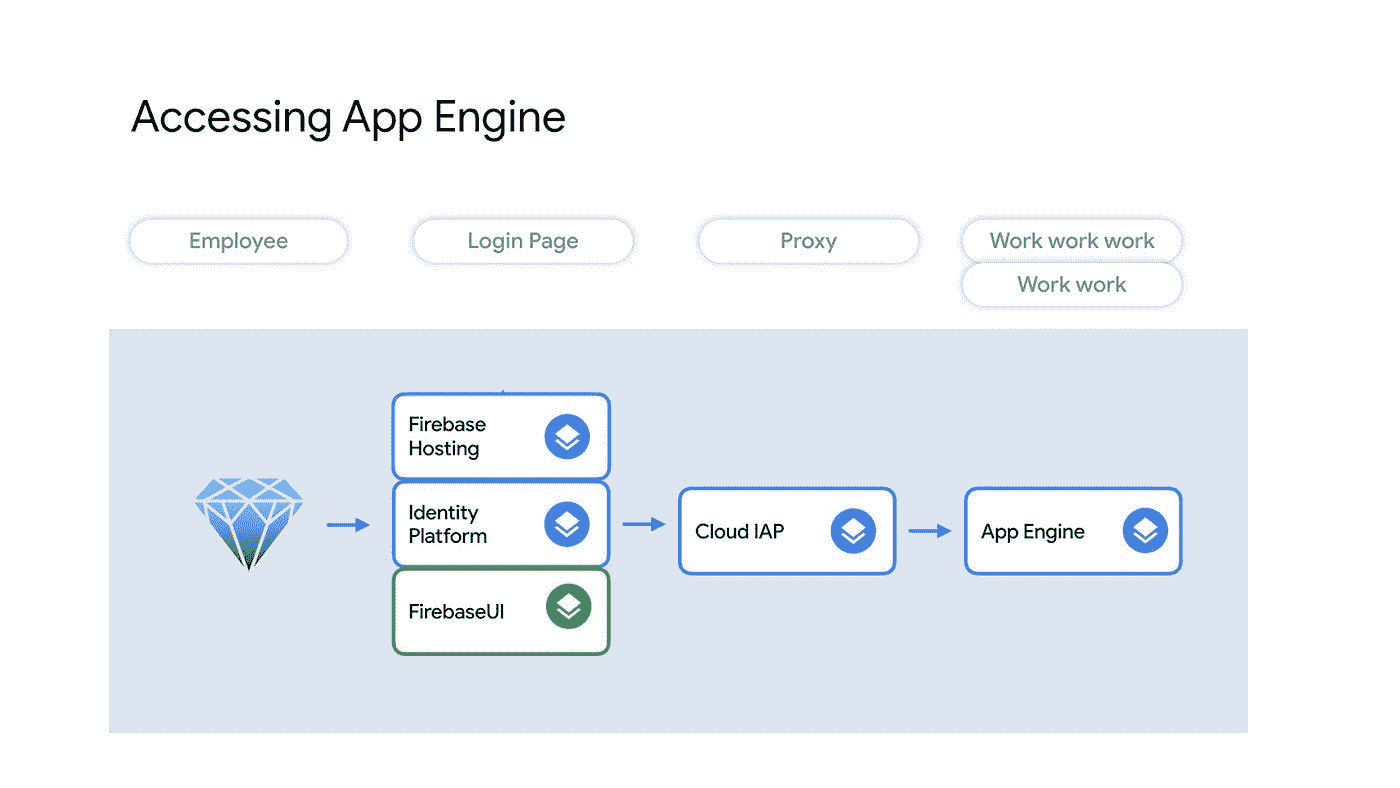 Accessing App Engine
Employee
Login Page
Proxy
Work work work
Work work
Firebase
Hosting
Identity
Platform
FirebaseUI
Cloud IAP
App Engine